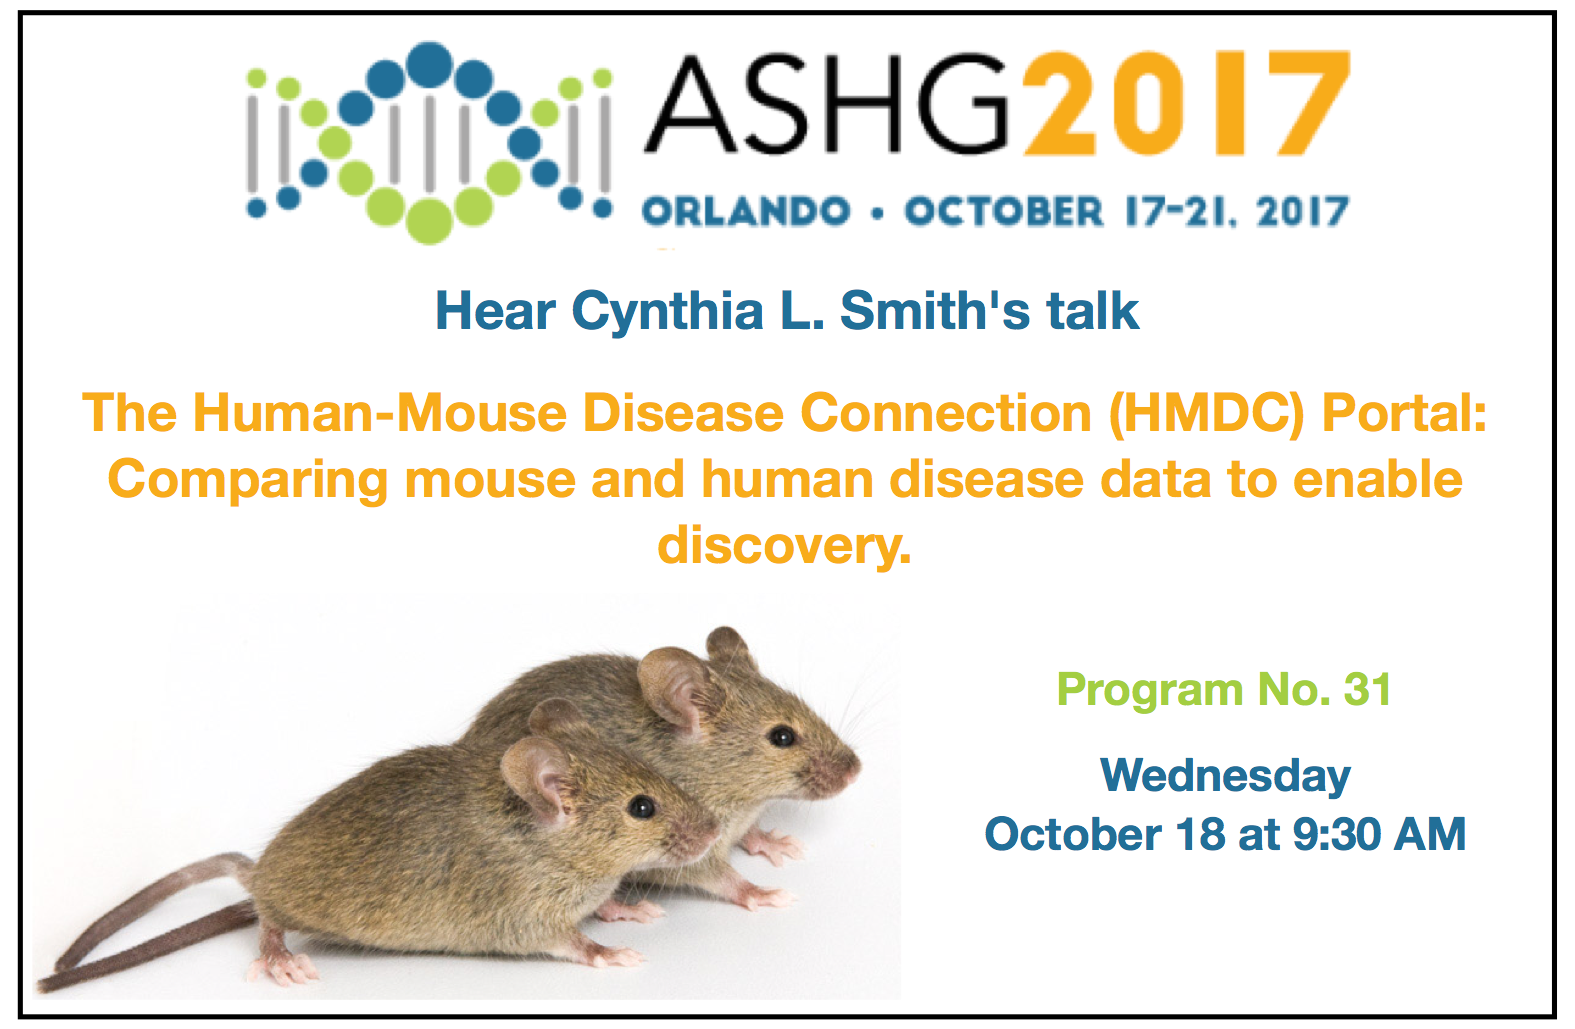 ASHG2017
ORLANDO • OCTOBER 17-21, 2017
Hear Cynthia L. Smith's talk
The Human-Mouse Disease Connection (HMDC) Portal:
Comparing mouse and human disease data to enable
discovery.
Program No. 31
Wednesday
October 18 at 9:30 AM